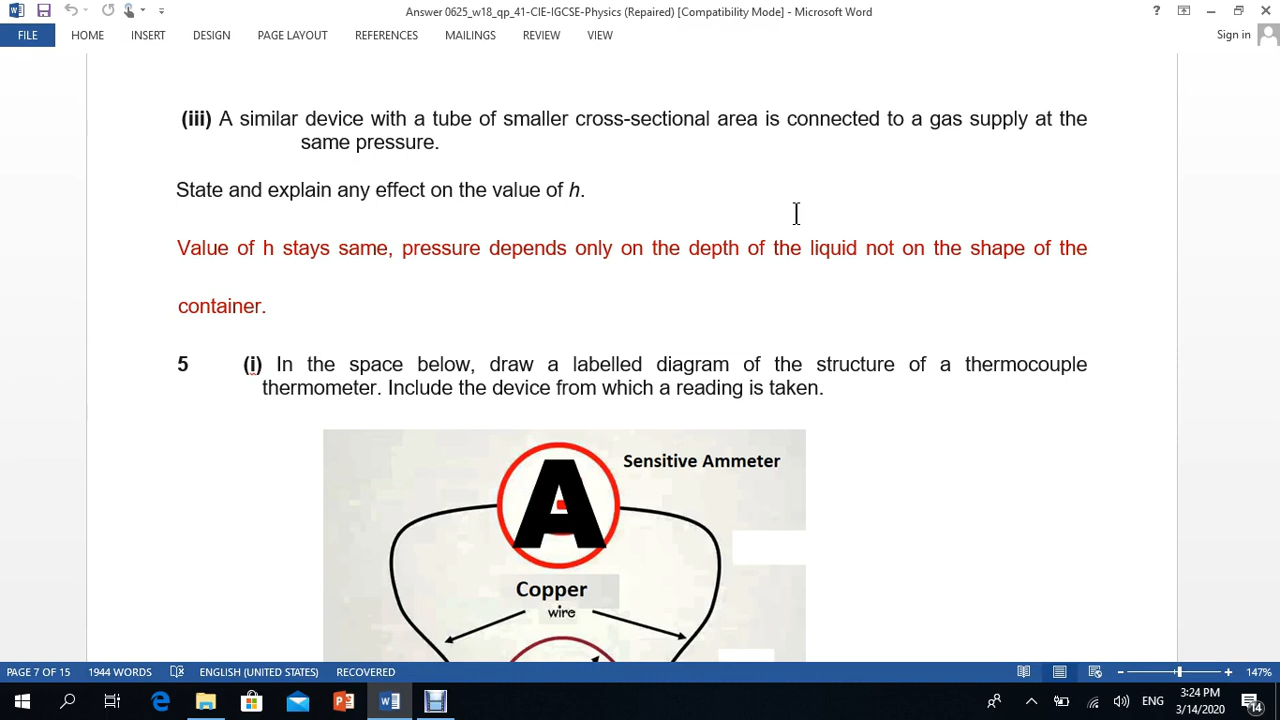 Answer 0625_w18_qp_41-CIE-IGCSE-Physics (Repaired) [Compatibility Mode] - Microsoft Word
?
FILE HOME INSERT DESIGN PAGE LAYOUT REFERENCES MAILINGS REVIEW VIEW Sign in
(iii) A similar device with a tube of smaller cross-sectional area is connected to a gas supply at the
same pressure.
State and explain any effect on the value of h.
Value of h stays same, pressure depends only on the depth of the liquid not on the shape of the
container.
5 (i) In the space below, draw a labelled diagram of the structure of a thermocouple
thermometer. Include the device from which a reading is taken.
Sensitive Ammeter
A
Copper
wire
PAGE 7 OF 15 1944 WORDS ENGLISH (UNITED STATES) RECOVERED 147%
ENG 3:24 PM
3/14/2020 14